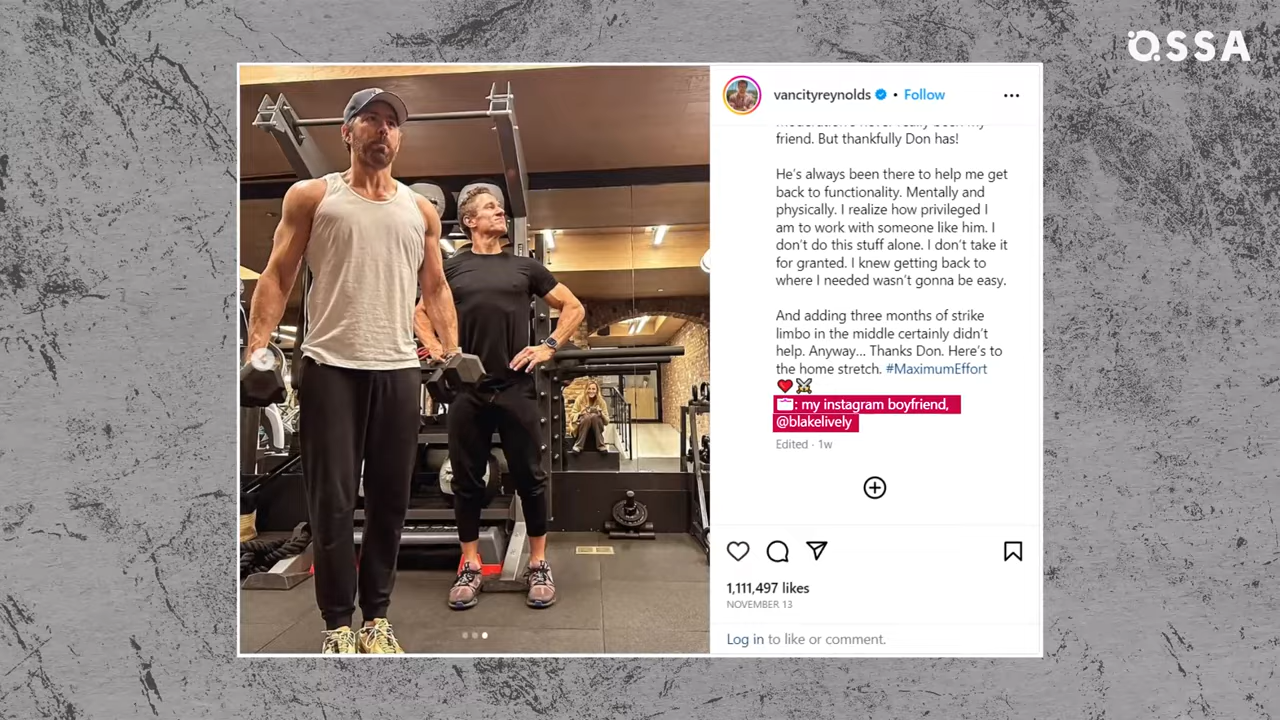 QSSA
vancityreynolds • Follow
friend. But thankfully Don has!
He's always been there to help me get
back to functionality. Mentally and
physically. I realize how privileged I
am to work with someone like him. I
don't do this stuff alone. I don't take it
for granted. I knew getting back to
where I needed wasn't gonna be easy.
And adding three months of strike
limbo in the middle certainly didn't
help. Anyway... Thanks Don. Here's to
the home stretch. #MaximumEffort
❤️⚔️
: my instagram boyfriend,
@blakelively
Edited · 1w
1,111,497 likes
NOVEMBER 13
Log in to like or comment.